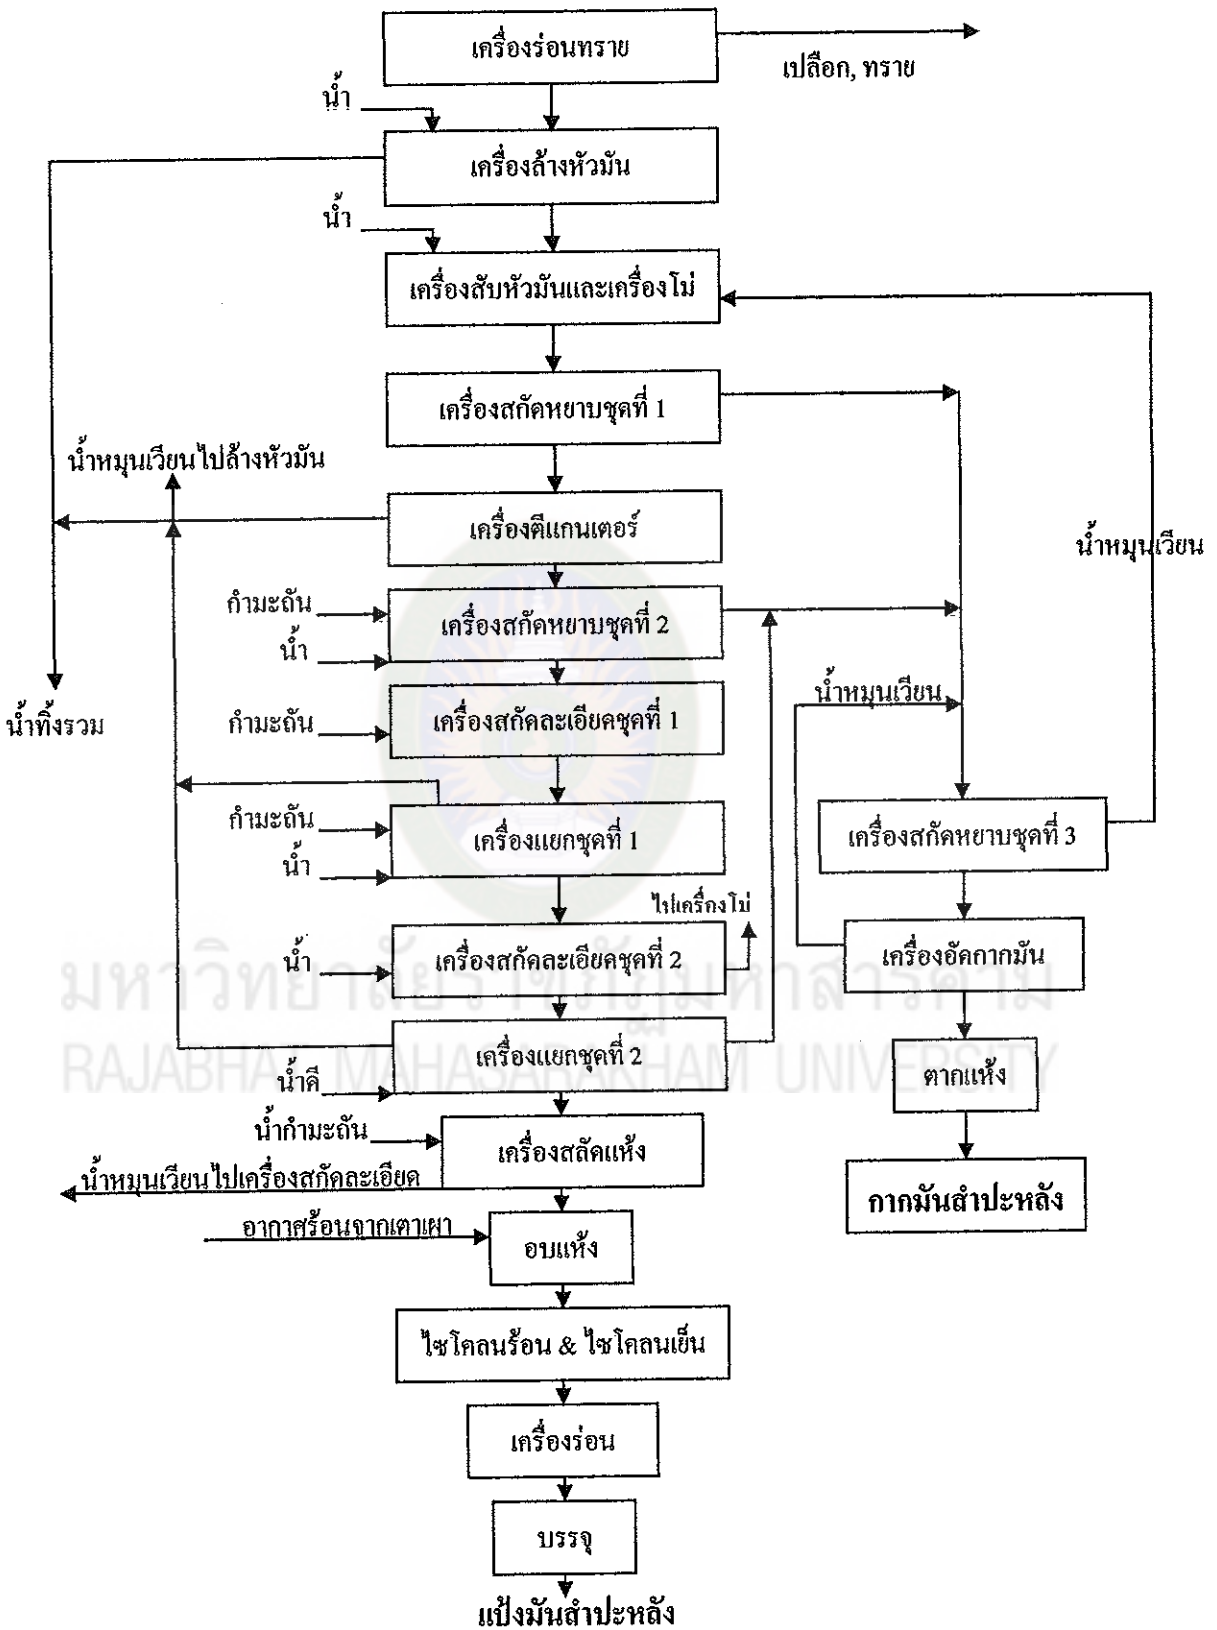 เครื่องร่อนทราย
เปลือก, ทราย
น้ำ
เครื่องล้างหัวมัน
น้ำ
เครื่องสับหัวมันและเครื่องโม่
เครื่องสกัดหยาบชุดที่ 1
น้ำหมุนเวียนไปล้างหัวมัน
เครื่องดีแกนเตอร์
น้ำหมุนเวียน
กำมะถัน
เครื่องสกัดหยาบชุดที่ 2
น้ำ
น้ำหมุนเวียน
น้ำทิ้งรวม
กำมะถัน
เครื่องสกัดละเอียดชุดที่ 1
กำมะถัน
เครื่องแยกชุดที่ 1
เครื่องสกัดหยาบชุดที่ 3
น้ำ
ไปเครื่องโม่
น้ำ
เครื่องสกัดละเอียดชุดที่ 2
เครื่องอัดกากมัน
มหาวิทยาลัยราชภัฏมหาสารคาม
RAJABHAT MAHASARAKHAM UNIVERSITY
เครื่องแยกชุดที่ 2
น้ำดี
ตากแห้ง
น้ำกำมะถัน
เครื่องสลัดแห้ง
น้ำหมุนเวียนไปเครื่องสกัดละเอียด
กากมันสำปะหลัง
อากาศร้อนจากเตาเผา
อบแห้ง
ไซโคลนร้อน & ไซโคลนเย็น
เครื่องร่อน
บรรจุ
แป้งมันสำปะหลัง